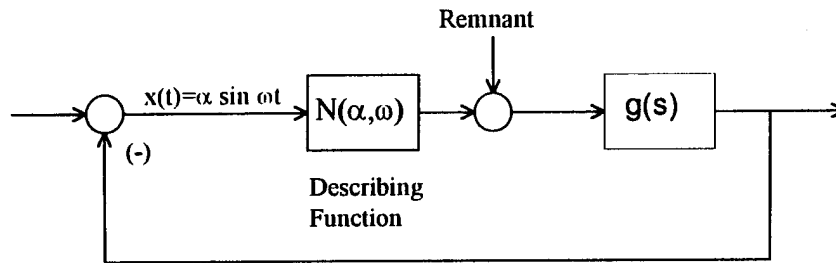 Remnant
x(t)=α sin ωt
N(α,ω)
g(s)
(-)
Describing
Function